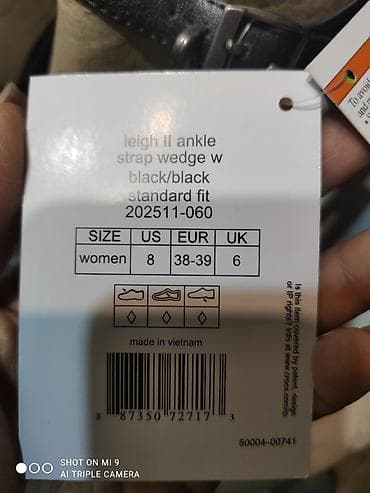 leigh II ankle
strap wedge w
black/black
standard fit
202511-060
SIZE US EUR UK
women 8 38-39 6
made in vietnam
8 87350 72717 3
50004-00741
Is this item covered by patent, design
or IP rights? Info at www.crocs.com/ip
To avoid
SHOT ON MI 9
AI TRIPLE CAMERA